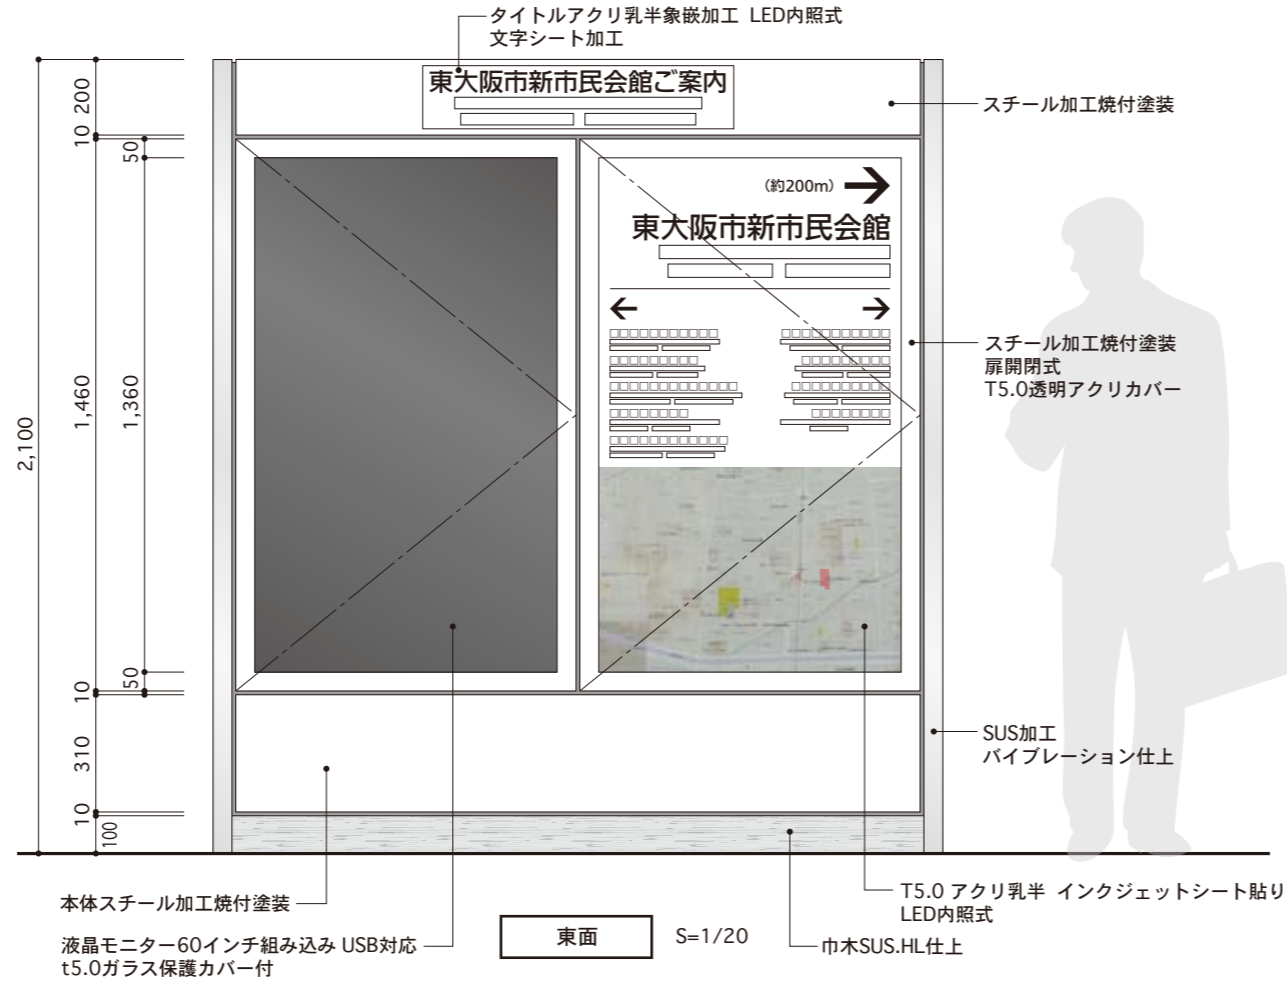 タイトルアクリ乳半象嵌加工 LED内照式
文字シート加工
東大阪市新市民会館ご案内
スチール加工焼付塗装
200
10
50
(約200m)
東大阪市新市民会館
スチール加工焼付塗装
扉開閉式
T5.0透明アクリカバー
1,460
1,360
2,100
50
10
310
10
100
SUS加工
バイブレーション仕上
本体スチール加工焼付塗装
液晶モニター60インチ組み込み USB対応
t5.0ガラス保護カバー付
東面
S=1/20
T5.0 アクリ乳半 インクジェットシート貼り
LED内照式
巾木SUS.HL仕上